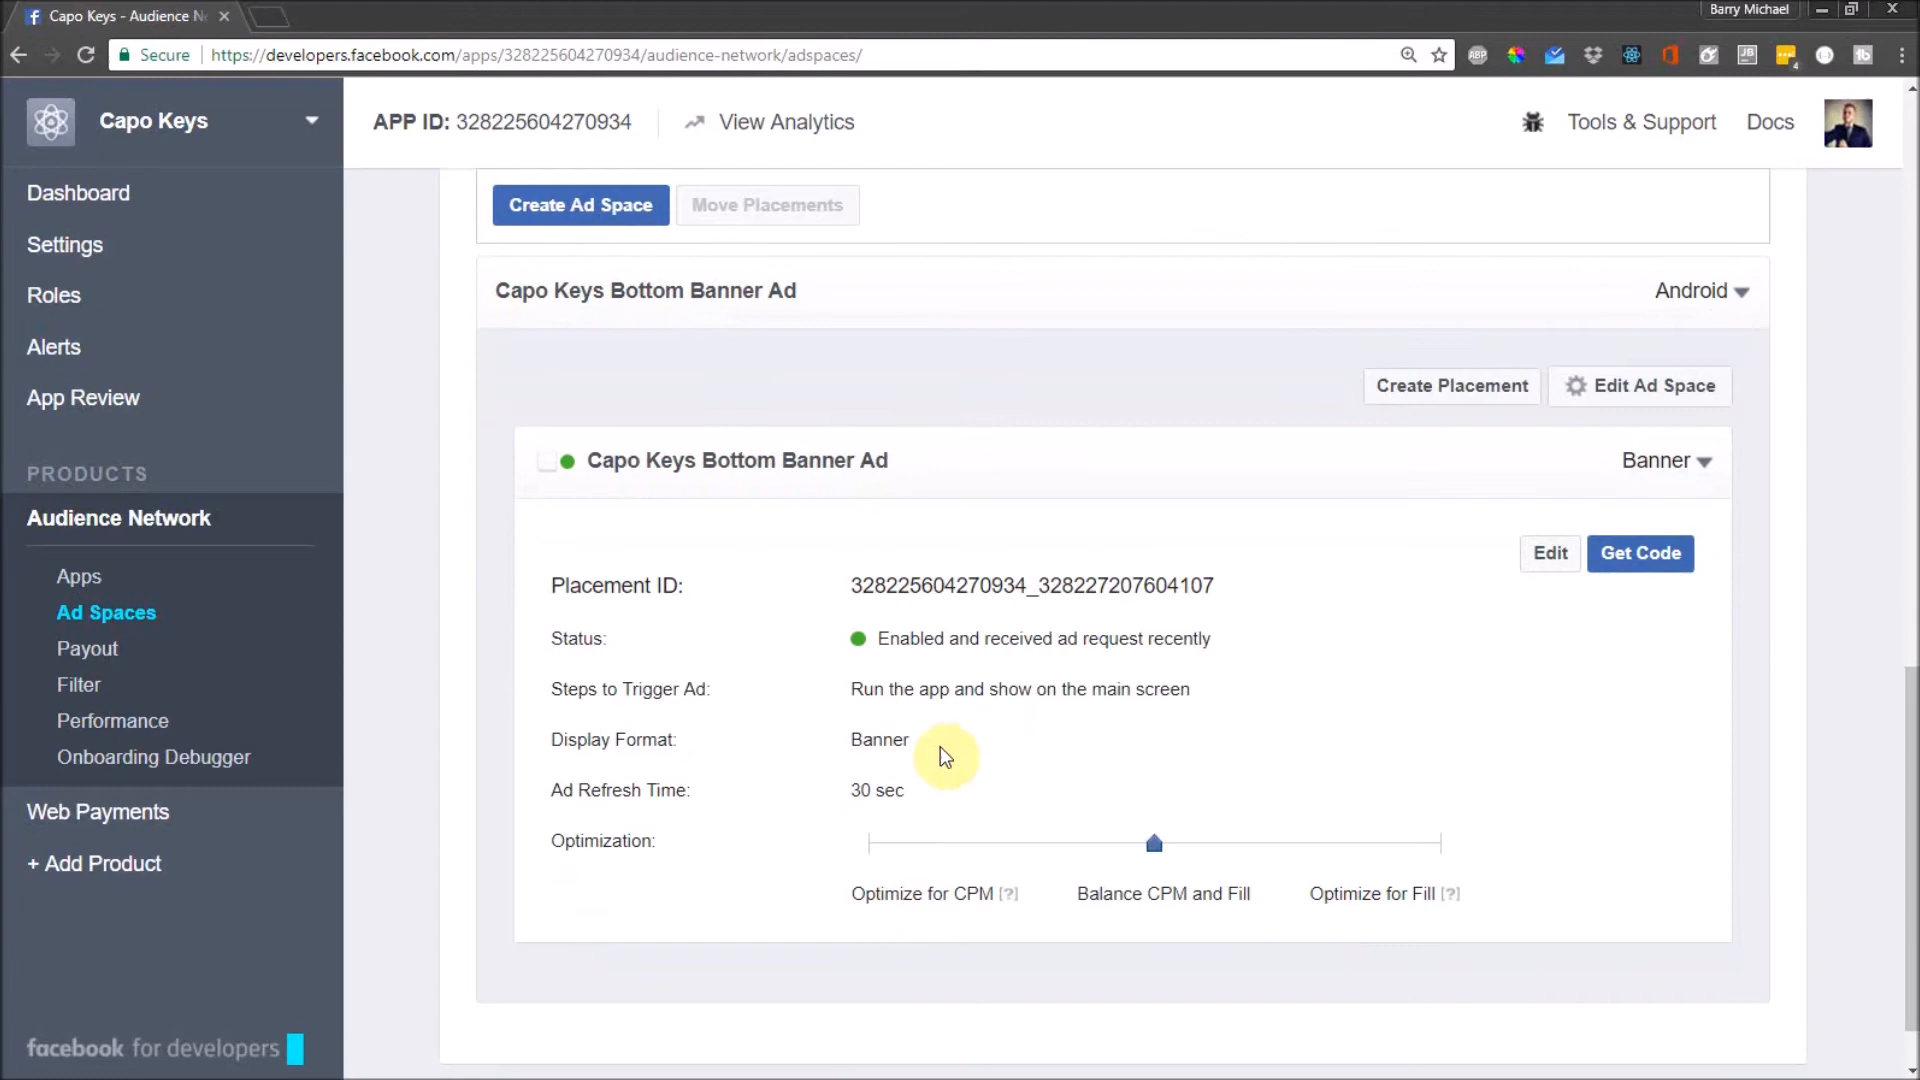 Capo Keys - Audience Ne
Barry Michael
Secure
https://developers.facebook.com/apps/328225604270934/audience-network/adspaces/
ABP
JB
4
tb
Capo Keys
APP ID: 328225604270934
View Analytics
Tools & Support
Docs
Dashboard
Settings
Roles
Alerts
App Review
PRODUCTS
Audience Network
Apps
Ad Spaces
Payout
Filter
Performance
Onboarding Debugger
Web Payments
+ Add Product
facebook for developers
Create Ad Space
Move Placements
Capo Keys Bottom Banner Ad
Android
Create Placement
Edit Ad Space
Capo Keys Bottom Banner Ad
Banner
Edit
Get Code
Placement ID: 328225604270934_328227207604107
Status: Enabled and received ad request recently
Steps to Trigger Ad: Run the app and show on the main screen
Display Format: Banner
Ad Refresh Time: 30 sec
Optimization:
Optimize for CPM [?] Balance CPM and Fill Optimize for Fill [?]